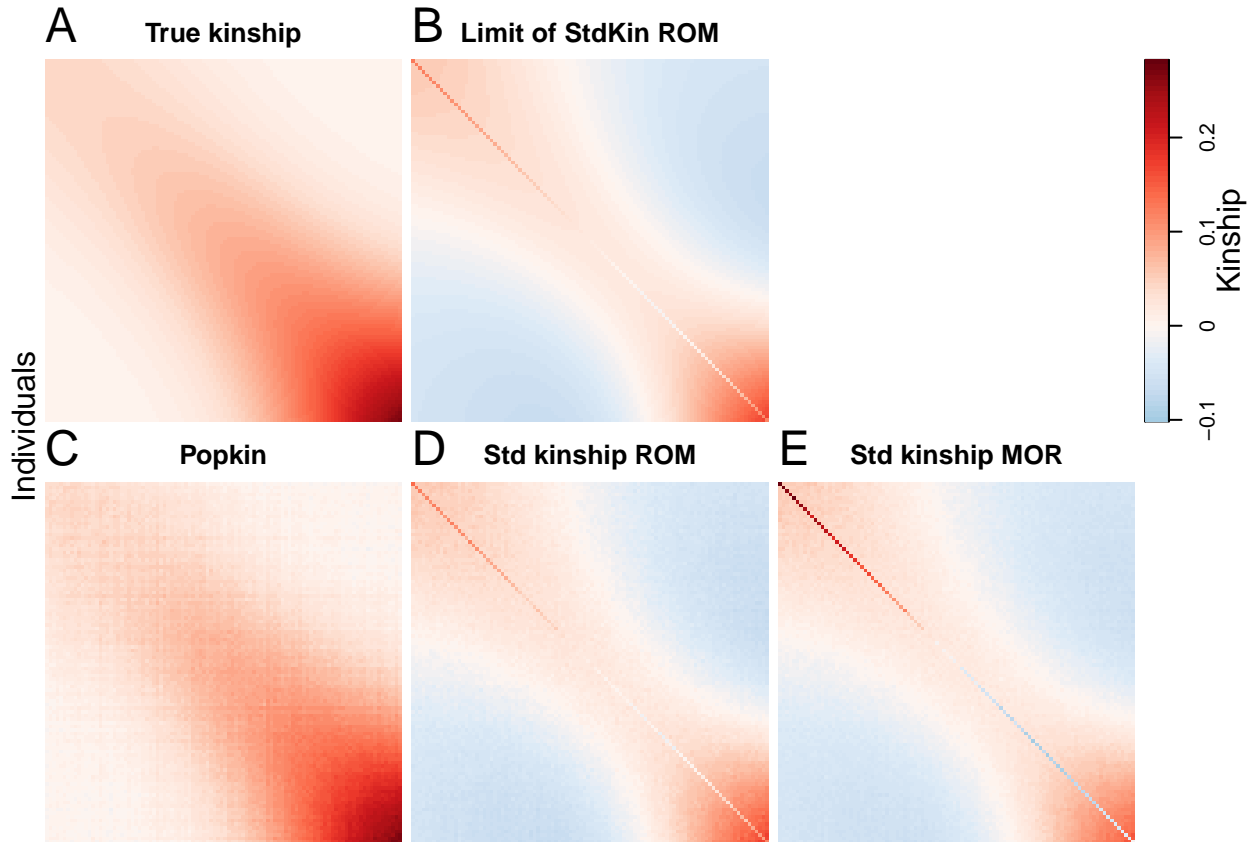 A
True kinship
B
Limit of StdKin ROM
0.2
0.1
0
−0.1
Kinship
Individuals
C
Popkin
D
Std kinship ROM
E
Std kinship MOR